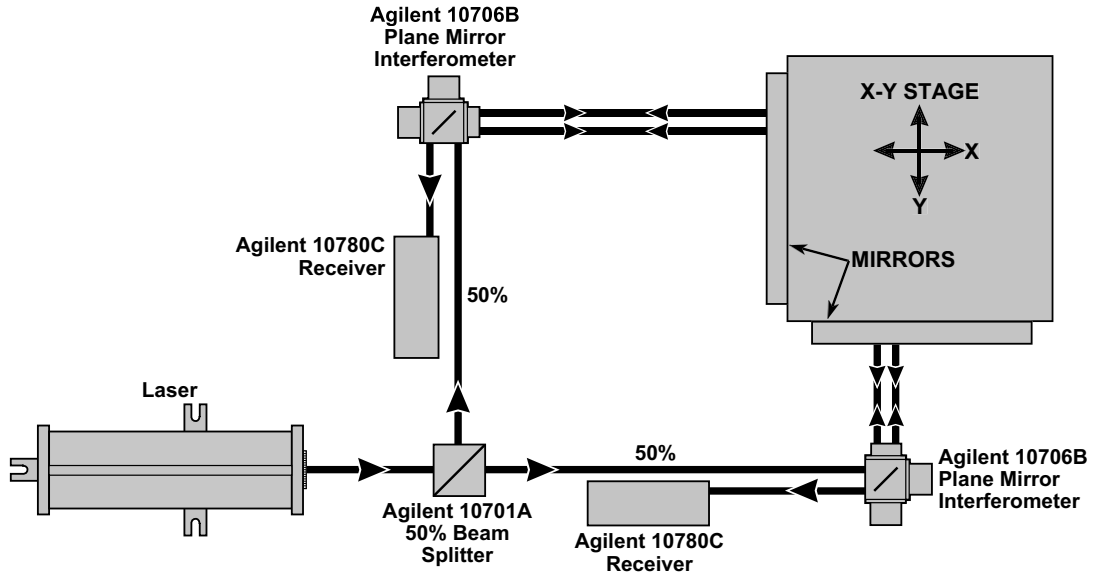 Agilent 10706B
Plane Mirror
Interferometer
X-Y STAGE
X
Y
MIRRORS
Agilent 10780C
Receiver
50%
Laser
50%
Agilent 10701A
50% Beam
Splitter
Agilent 10780C
Receiver
Agilent 10706B
Plane Mirror
Interferometer